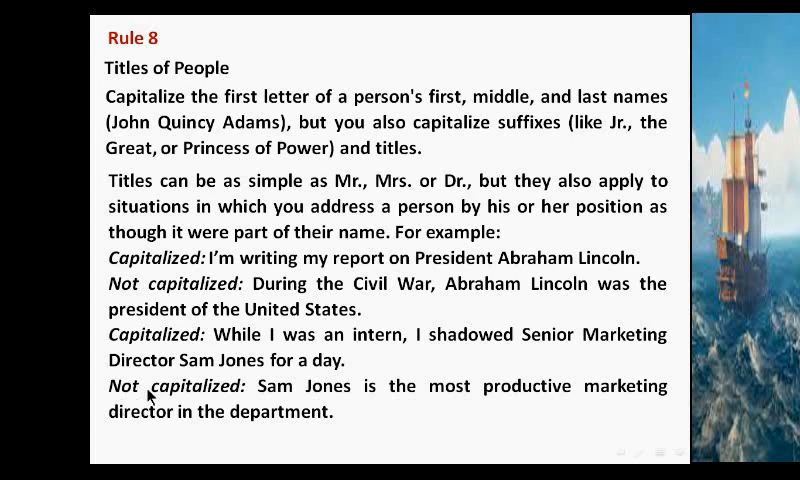 Rule 8
Titles of People
Capitalize the first letter of a person's first, middle, and last names
(John Quincy Adams), but you also capitalize suffixes (like Jr., the
Great, or Princess of Power) and titles.
Titles can be as simple as Mr., Mrs. or Dr., but they also apply to
situations in which you address a person by his or her position as
though it were part of their name. For example:
Capitalized: I’m writing my report on President Abraham Lincoln.
Not capitalized: During the Civil War, Abraham Lincoln was the
president of the United States.
Capitalized: While I was an intern, I shadowed Senior Marketing
Director Sam Jones for a day.
Not capitalized: Sam Jones is the most productive marketing
director in the department.